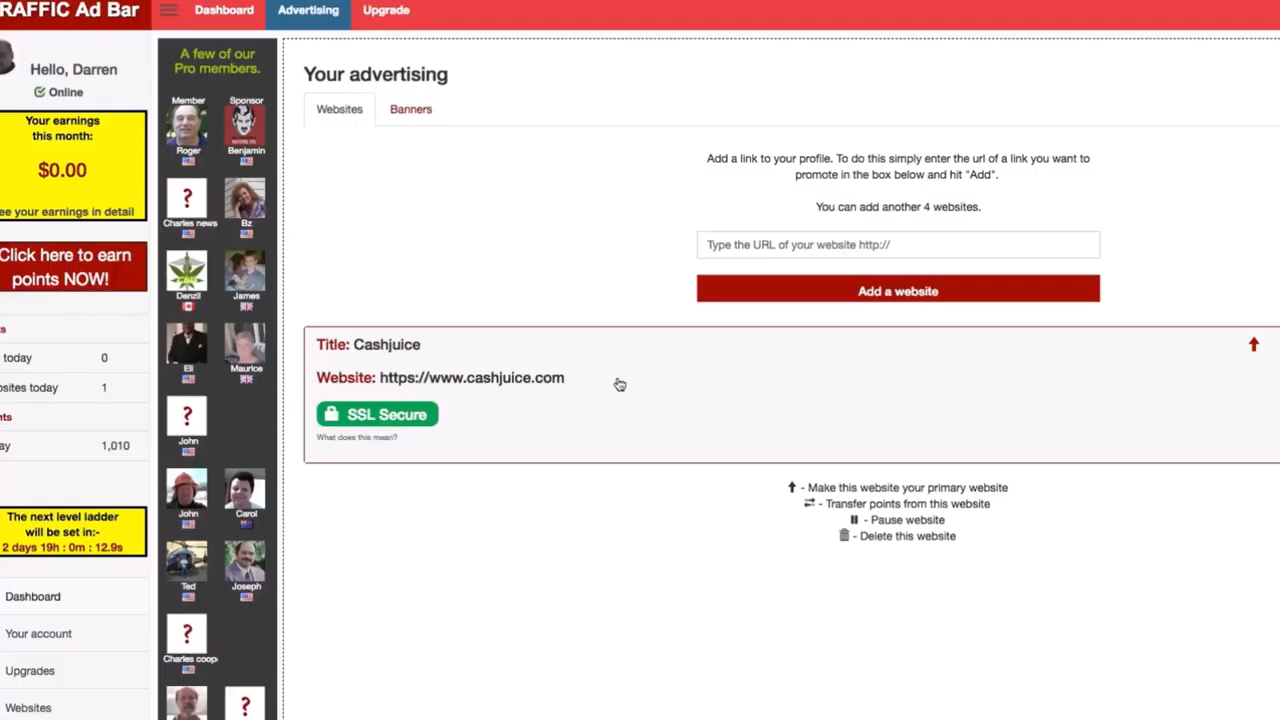 RAFFIC Ad Bar
Dashboard
Advertising
Upgrade
Hello, Darren
Online
Your earnings
this month:
$0.00
ee your earnings in detail
Click here to earn
points NOW!
s
today 0
bsites today 1
nts
ay 1,010
The next level ladder
will be set in:-
2 days 19h : 0m : 12.9s
Dashboard
Your account
Upgrades
Websites
A few of our
Pro members.
Member Sponsor
Roger Benjamin
Charles news Bz
Denzil James
Eli Maurice
John
John Carol
Ted Joseph
Charles coop
Your advertising
Websites Banners
Add a link to your profile. To do this simply enter the url of a link you want to
promote in the box below and hit "Add".
You can add another 4 websites.
Type the URL of your website http://
Add a website
Title: Cashjuice
Website: https://www.cashjuice.com
SSL Secure
What does this mean?
- Make this website your primary website
- Transfer points from this website
- Pause website
- Delete this website